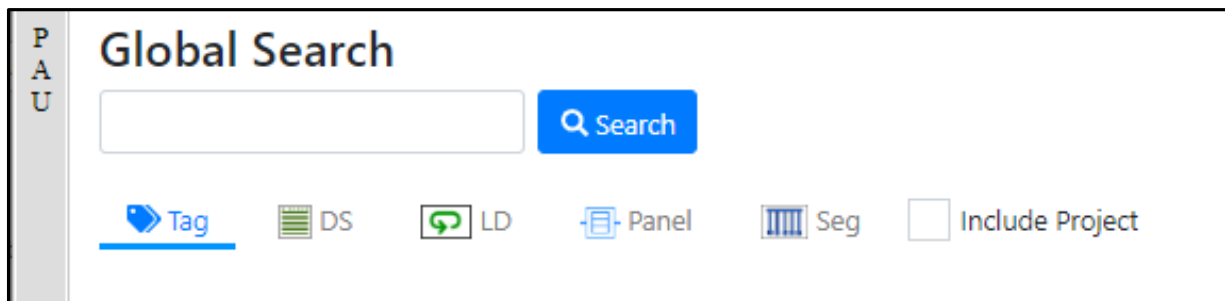 P
A
U
Global Search
Search
Tag DS LD Panel Seg Include Project